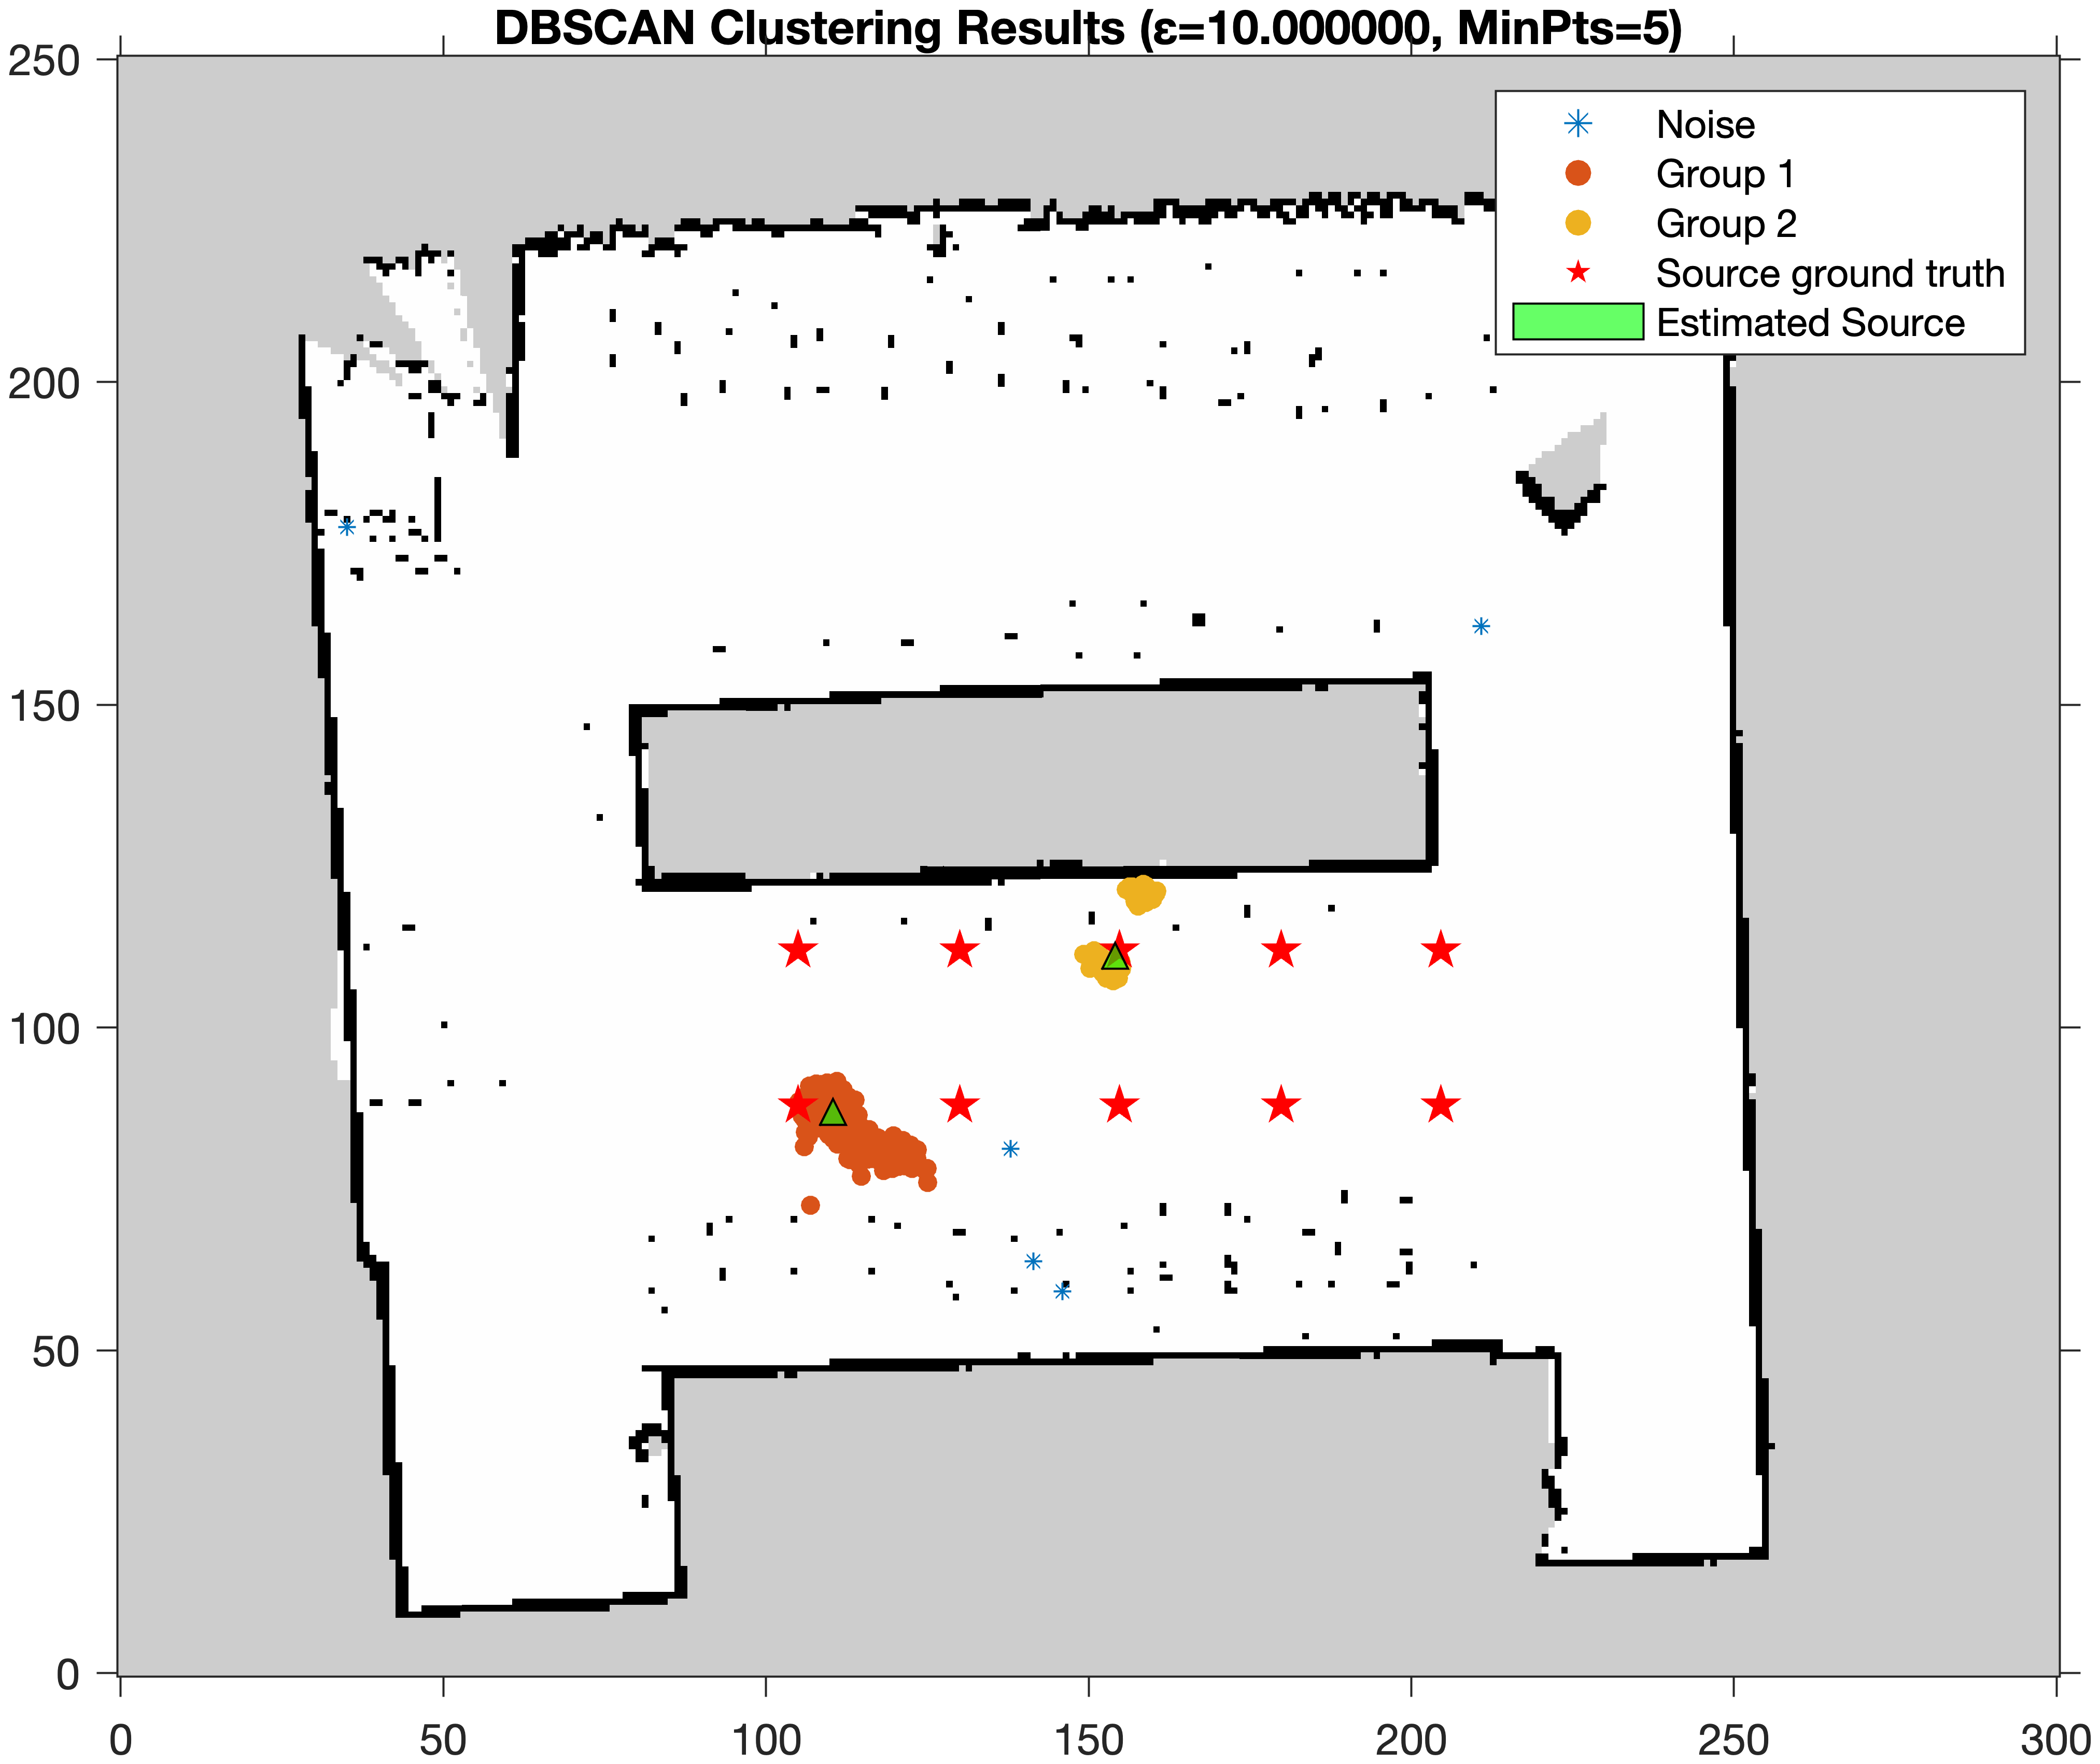 DBSCAN Clustering Results (ε=10.000000, MinPts=5)
250
200
150
100
50
0
Noise
Group 1
Group 2
Source ground truth
Estimated Source
0 50 100 150 200 250 300